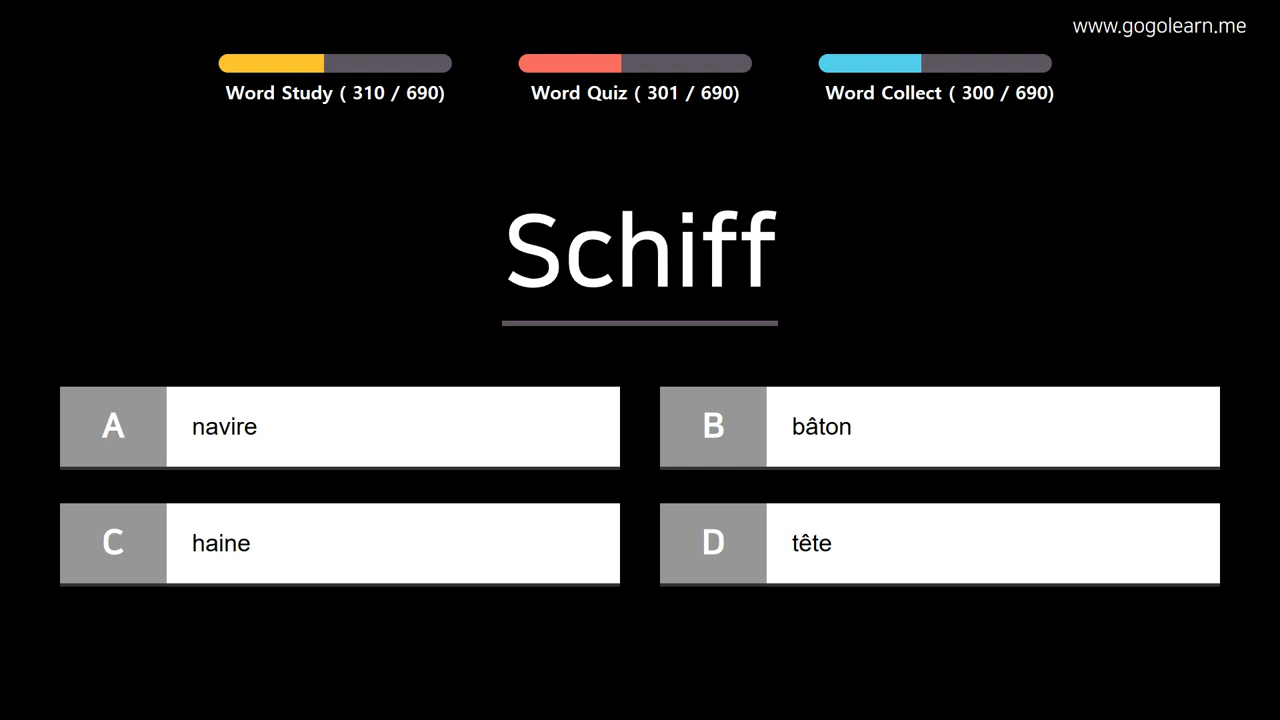 www.gogolearn.me
Word Study ( 310 / 690)
Word Quiz ( 301 / 690)
Word Collect ( 300 / 690)
Schiff
A navire
B bâton
C haine
D tête